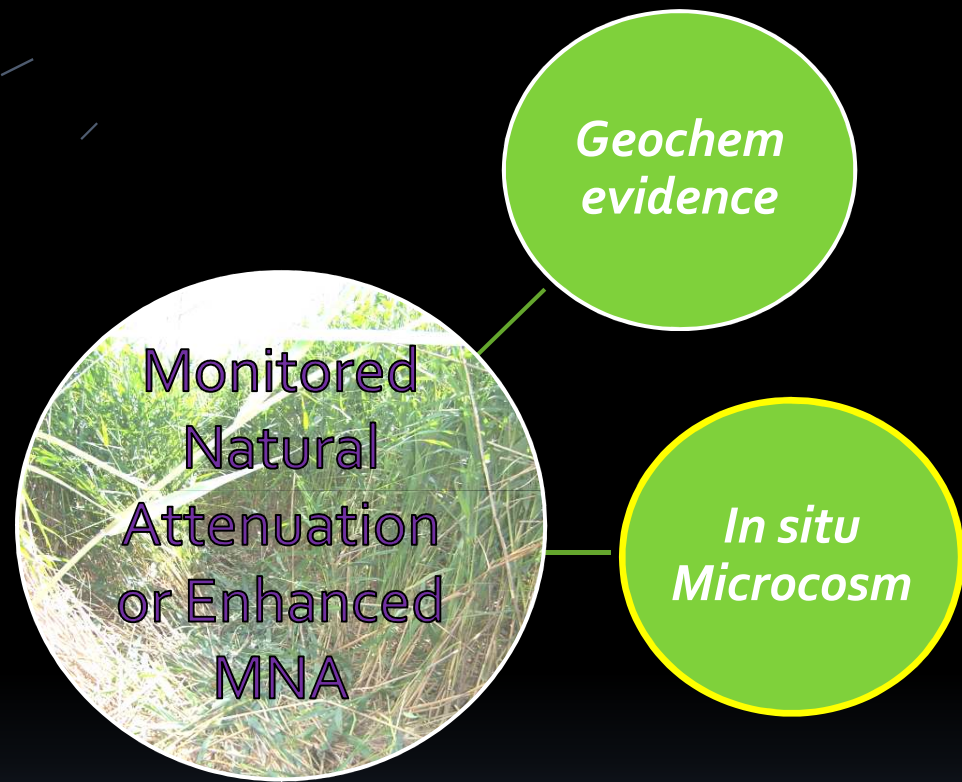 Geochem
evidence
Monitored
Natural
Attenuation
or Enhanced
MNA
In situ
Microcosm